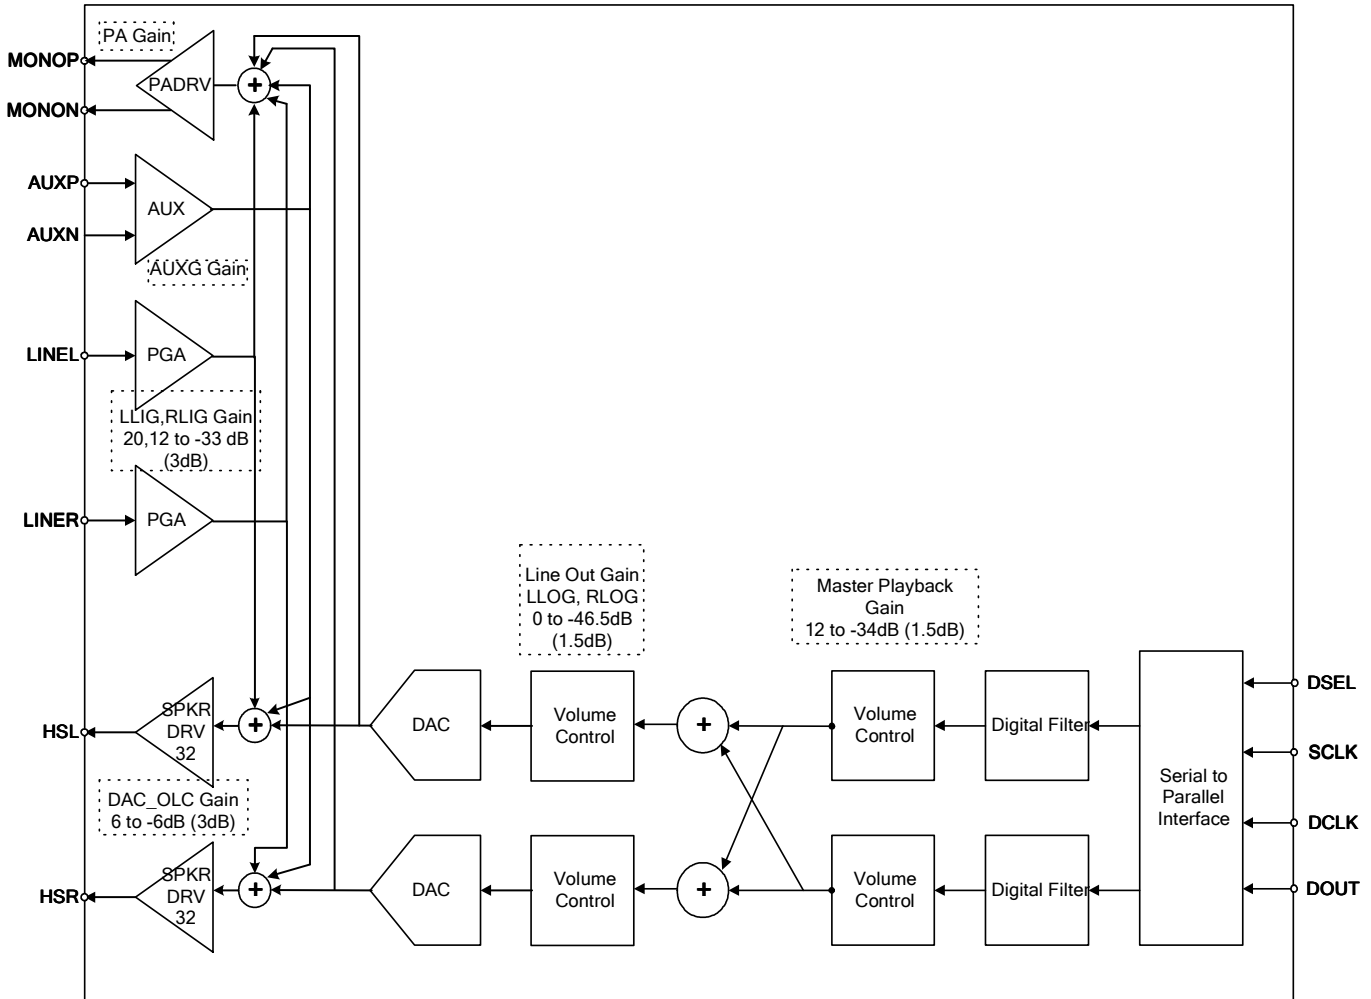 PA Gain
MONOP
PADRV
+
MONON
AUXP
AUX
AUXN
AUXG Gain
LINEL
PGA
LLIG,RLIG Gain
20,12 to -33 dB
(3dB)
LINER
PGA
Line Out Gain
LLOG, RLOG
0 to -46.5dB
(1.5dB)
Master Playback
Gain
12 to -34dB (1.5dB)
HSL
SPKR
DRV
32
+
DAC
Volume
Control
+
Volume
Control
Digital Filter
Serial to
Parallel
Interface
DSEL
SCLK
DCLK
DOUT
DAC_OLC Gain
6 to -6dB (3dB)
HSR
SPKR
DRV
32
+
DAC
Volume
Control
+
Volume
Control
Digital Filter